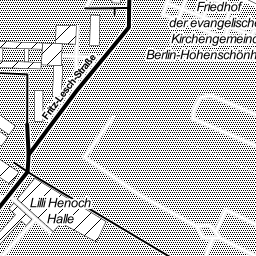 Friedhof
der evangelische
Kirchengemeind
Berlin-Hohenschönh
Fritz-Lesch-Straße
Lilli Henoch
Halle